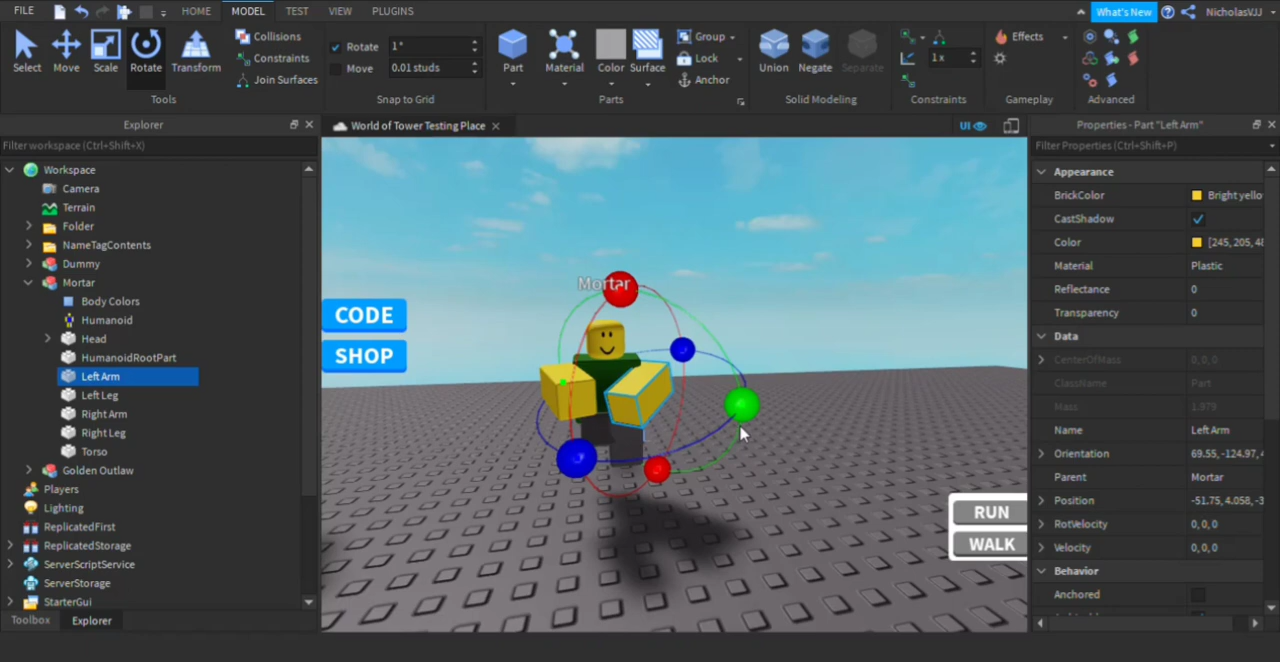 FILE HOME MODEL TEST VIEW PLUGINS What's New NicholasVJJ
Select Move Scale Rotate Transform
Collisions
Constraints
Join Surfaces
Tools
Rotate 1°
Move 0.01 studs
Snap to Grid
Part Material Color Surface
Group
Lock
Anchor
Parts
Union Negate Separate
Solid Modeling
1 x
Constraints
Effects
Gameplay
Advanced
Explorer
Filter workspace (Ctrl+Shift+X)
Workspace
Camera
Terrain
Folder
NameTagContents
Dummy
Mortar
Body Colors
Humanoid
Head
HumanoidRootPart
Left Arm
Left Leg
Right Arm
Right Leg
Torso
Golden Outlaw
Players
Lighting
ReplicatedFirst
ReplicatedStorage
ServerScriptService
ServerStorage
StarterGui
Toolbox Explorer
World of Tower Testing Place
UI
Mortar
CODE
SHOP
RUN
WALK
Properties - Part "Left Arm"
Filter Properties (Ctrl+Shift+P)
Appearance
BrickColor Bright yello
CastShadow
Color [245, 205, 48
Material Plastic
Reflectance 0
Transparency 0
Data
CenterOfMass 0, 0, 0
ClassName Part
Mass 1.979
Name Left Arm
Orientation 69.55, -124.97,
Parent Mortar
Position -51.75, 4.058, -3
RotVelocity 0, 0, 0
Velocity 0, 0, 0
Behavior
Anchored